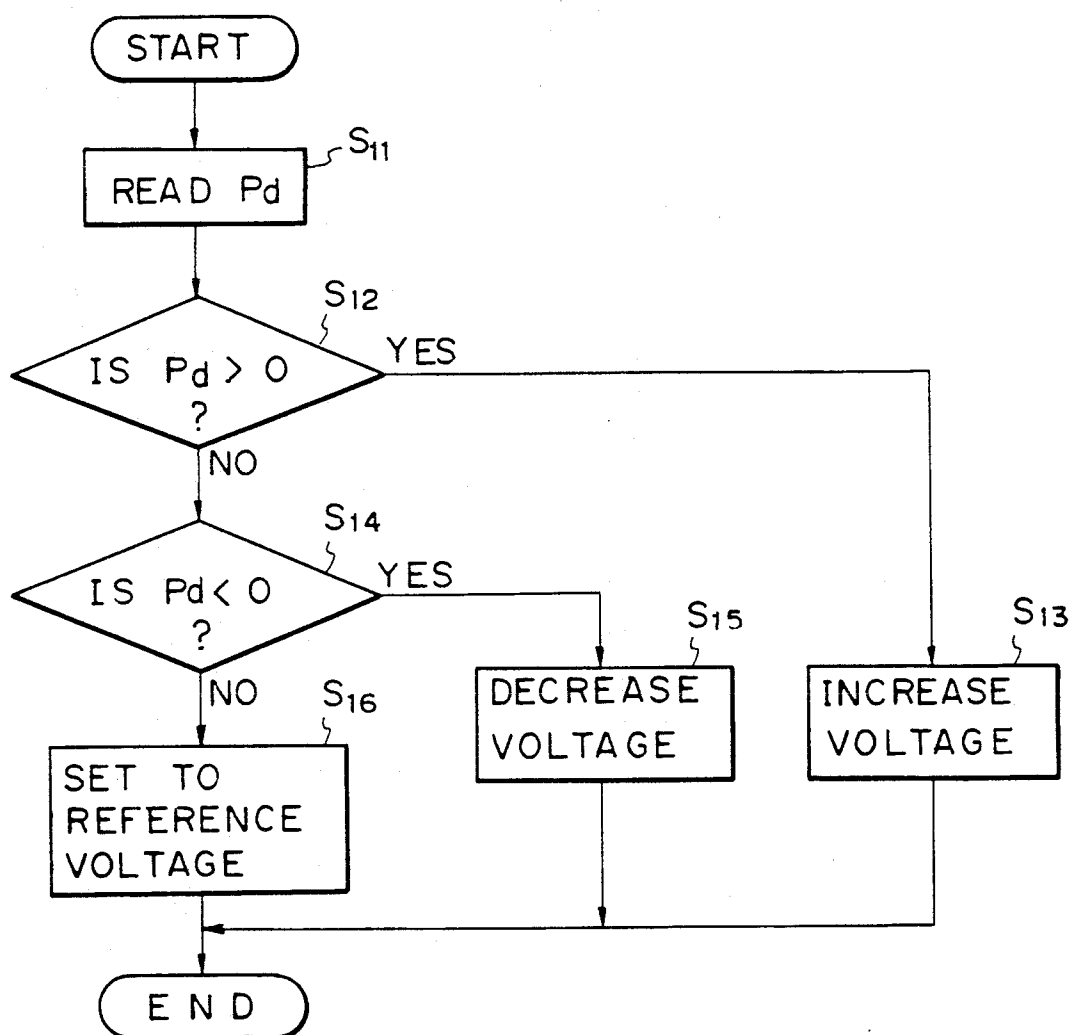 START
S11
READ Pd
S12
IS Pd > 0
?
YES
NO
S14
IS Pd < 0
?
YES
NO
S15
DECREASE
VOLTAGE
S13
INCREASE
VOLTAGE
S16
SET TO
REFERENCE
VOLTAGE
END